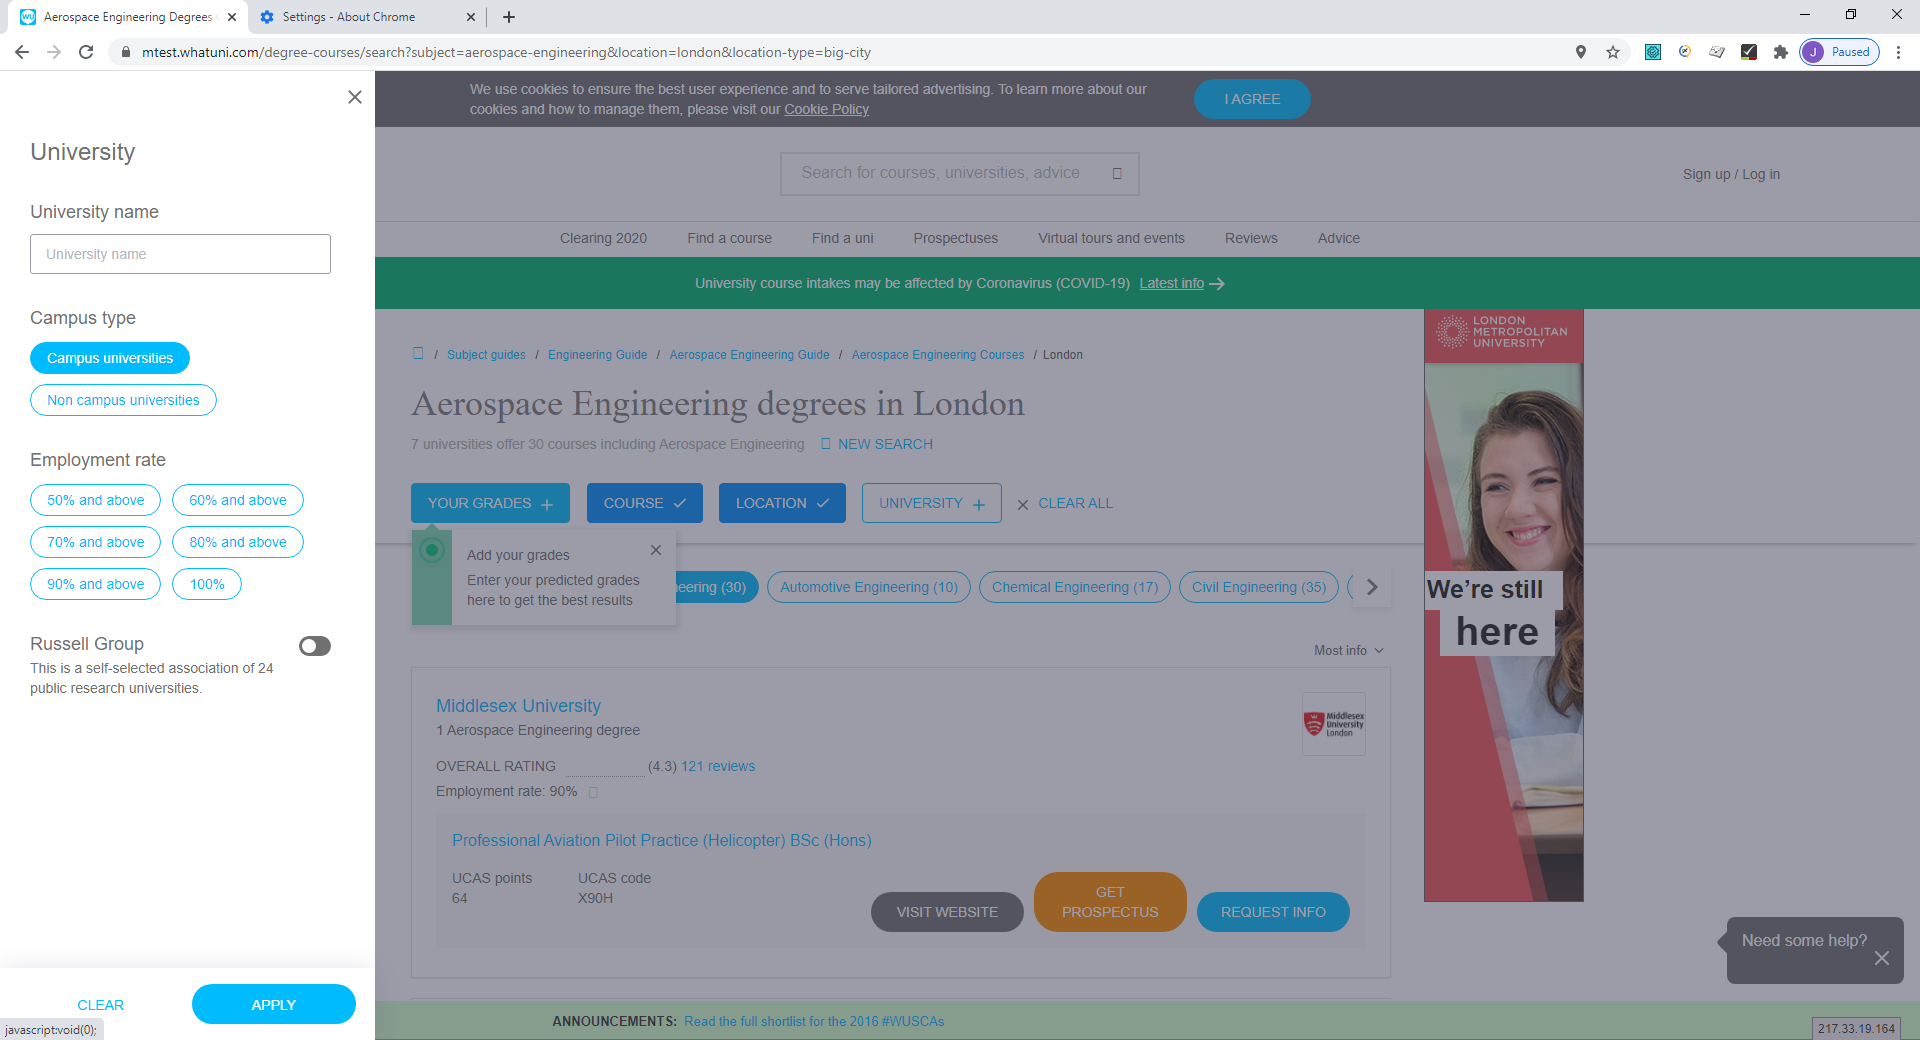 Aerospace Engineering Degrees
Settings - About Chrome
mtest.whatuni.com/degree-courses/search?subject=aerospace-engineering&location=london&location-type=big-city
J Paused
University
University name
University name
Campus type
Campus universities
Non campus universities
Employment rate
50% and above
60% and above
70% and above
80% and above
90% and above
100%
Russell Group
This is a self-selected association of 24
public research universities.
CLEAR
APPLY
javascript:void(0);
We use cookies to ensure the best user experience and to serve tailored advertising. To learn more about our
cookies and how to manage them, please visit our Cookie Policy
I AGREE
Search for courses, universities, advice
Sign up / Log in
Clearing 2020
Find a course
Find a uni
Prospectuses
Virtual tours and events
Reviews
Advice
University course intakes may be affected by Coronavirus (COVID-19) Latest info
/ Subject guides / Engineering Guide / Aerospace Engineering Guide / Aerospace Engineering Courses / London
Aerospace Engineering degrees in London
7 universities offer 30 courses including Aerospace Engineering
NEW SEARCH
YOUR GRADES
COURSE
LOCATION
UNIVERSITY
CLEAR ALL
Add your grades
Enter your predicted grades
here to get the best results
eering (30)
Automotive Engineering (10)
Chemical Engineering (17)
Civil Engineering (35)
Most info
Middlesex University
1 Aerospace Engineering degree
OVERALL RATING (4.3) 121 reviews
Employment rate: 90%
Middlesex
University
London
Professional Aviation Pilot Practice (Helicopter) BSc (Hons)
UCAS points
64
UCAS code
X90H
VISIT WEBSITE
GET
PROSPECTUS
REQUEST INFO
LONDON
METROPOLITAN
UNIVERSITY
We're still
here
Need some help?
ANNOUNCEMENTS: Read the full shortlist for the 2016 #WUSCAs
217.33.19.164